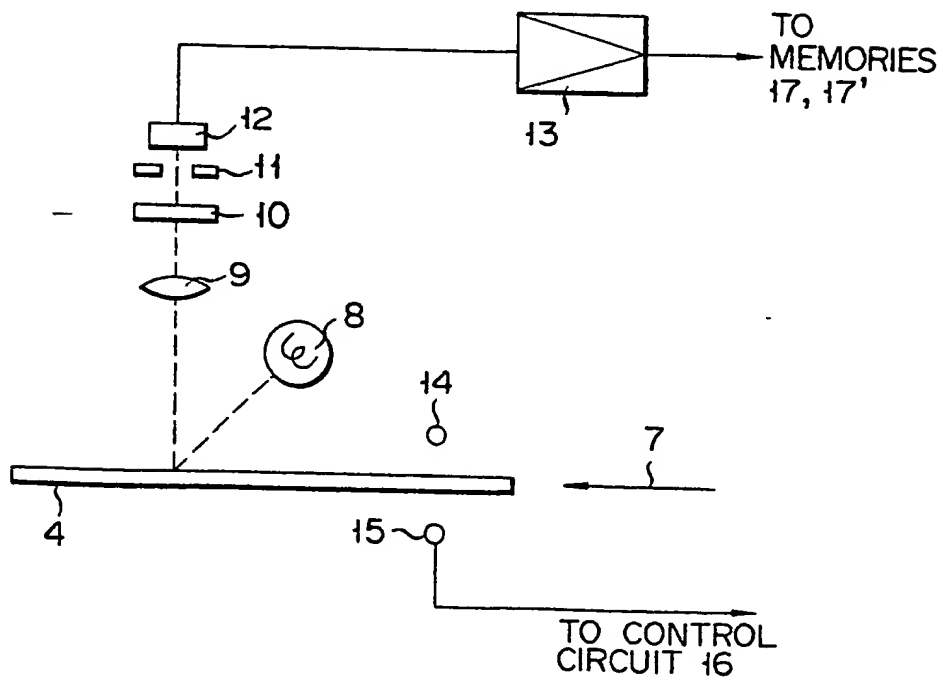 TO
MEMORIES
17, 17'
13
12
11
10
9
8
14
7
4
15
TO CONTROL
CIRCUIT 16